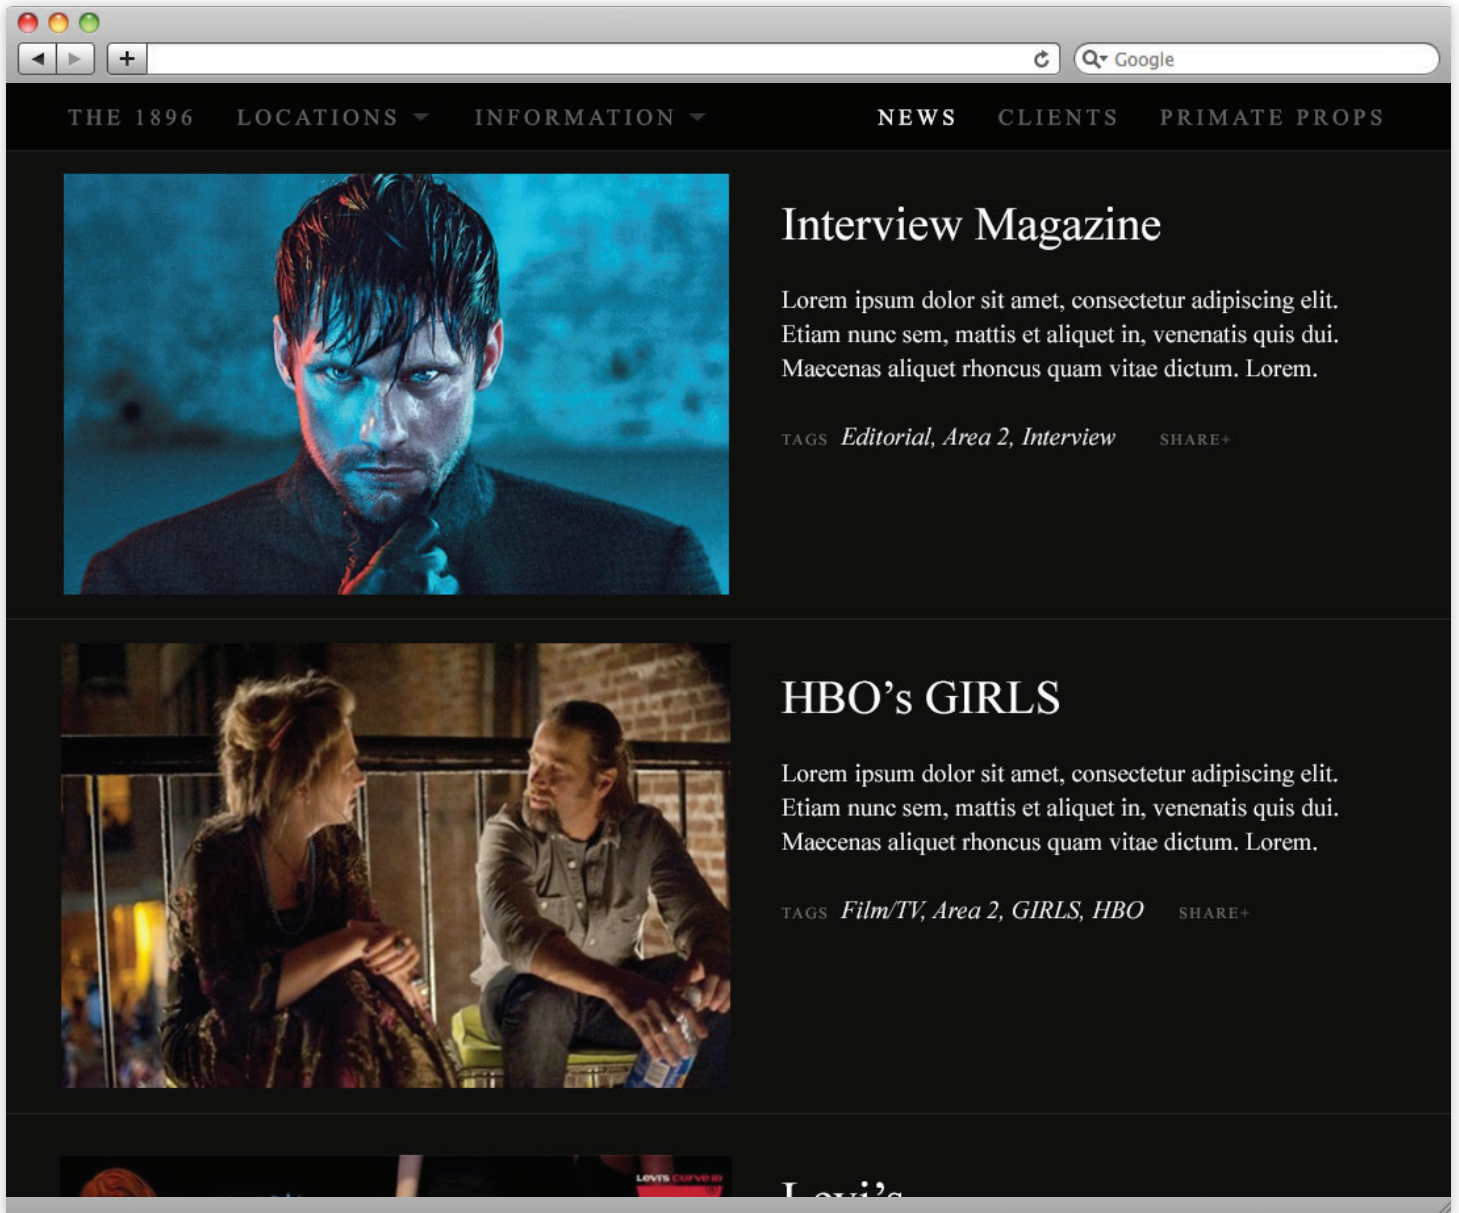 Google
THE 1896 LOCATIONS INFORMATION NEWS CLIENTS PRIMATE PROPS
Interview Magazine
Lorem ipsum dolor sit amet, consectetur adipiscing elit.
Etiam nunc sem, mattis et aliquet in, venenatis quis dui.
Maecenas aliquet rhoncus quam vitae dictum. Lorem.
TAGS Editorial, Area 2, Interview SHARE+
HBO’s GIRLS
Lorem ipsum dolor sit amet, consectetur adipiscing elit.
Etiam nunc sem, mattis et aliquet in, venenatis quis dui.
Maecenas aliquet rhoncus quam vitae dictum. Lorem.
TAGS Film/TV, Area 2, GIRLS, HBO SHARE+
LEVI'S CURVE ID
Levi’s